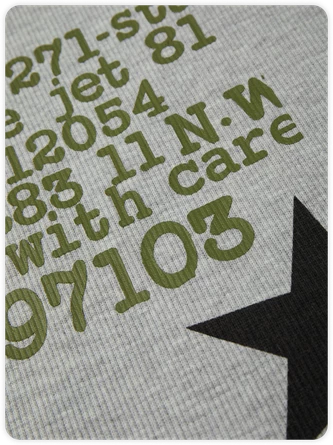 271-st
jet 81
12054
83 11 N.W
with care
97103